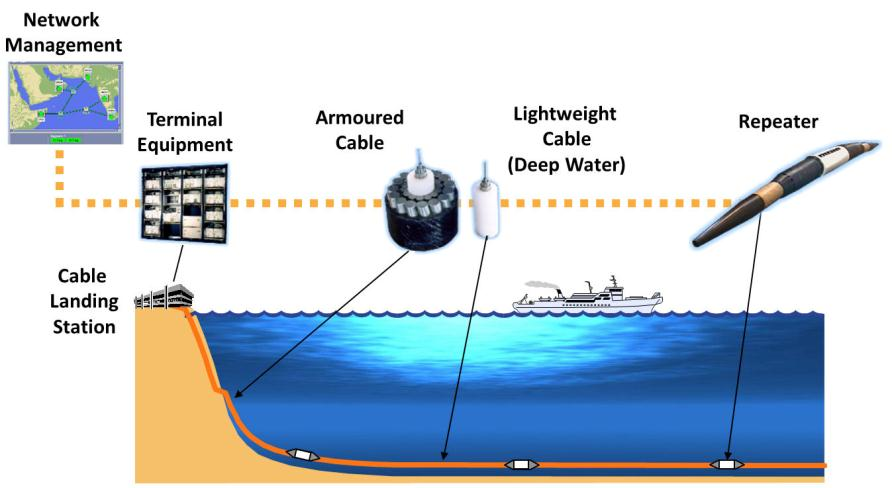 Network
Management
Terminal
Equipment
Armoured
Cable
Lightweight
Cable
(Deep Water)
Repeater
Cable
Landing
Station